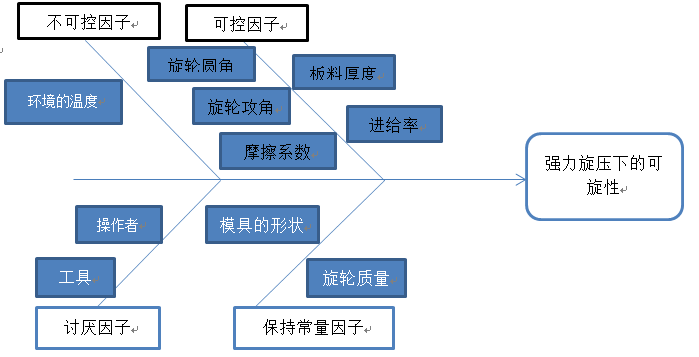 不可控因子
可控因子
旋轮圆角
板料厚度
环境的温度
旋轮攻角
进给率
摩擦系数
强力旋压下的可
旋性
操作者
模具的形状
工具
旋轮质量
讨厌因子
保持常量因子